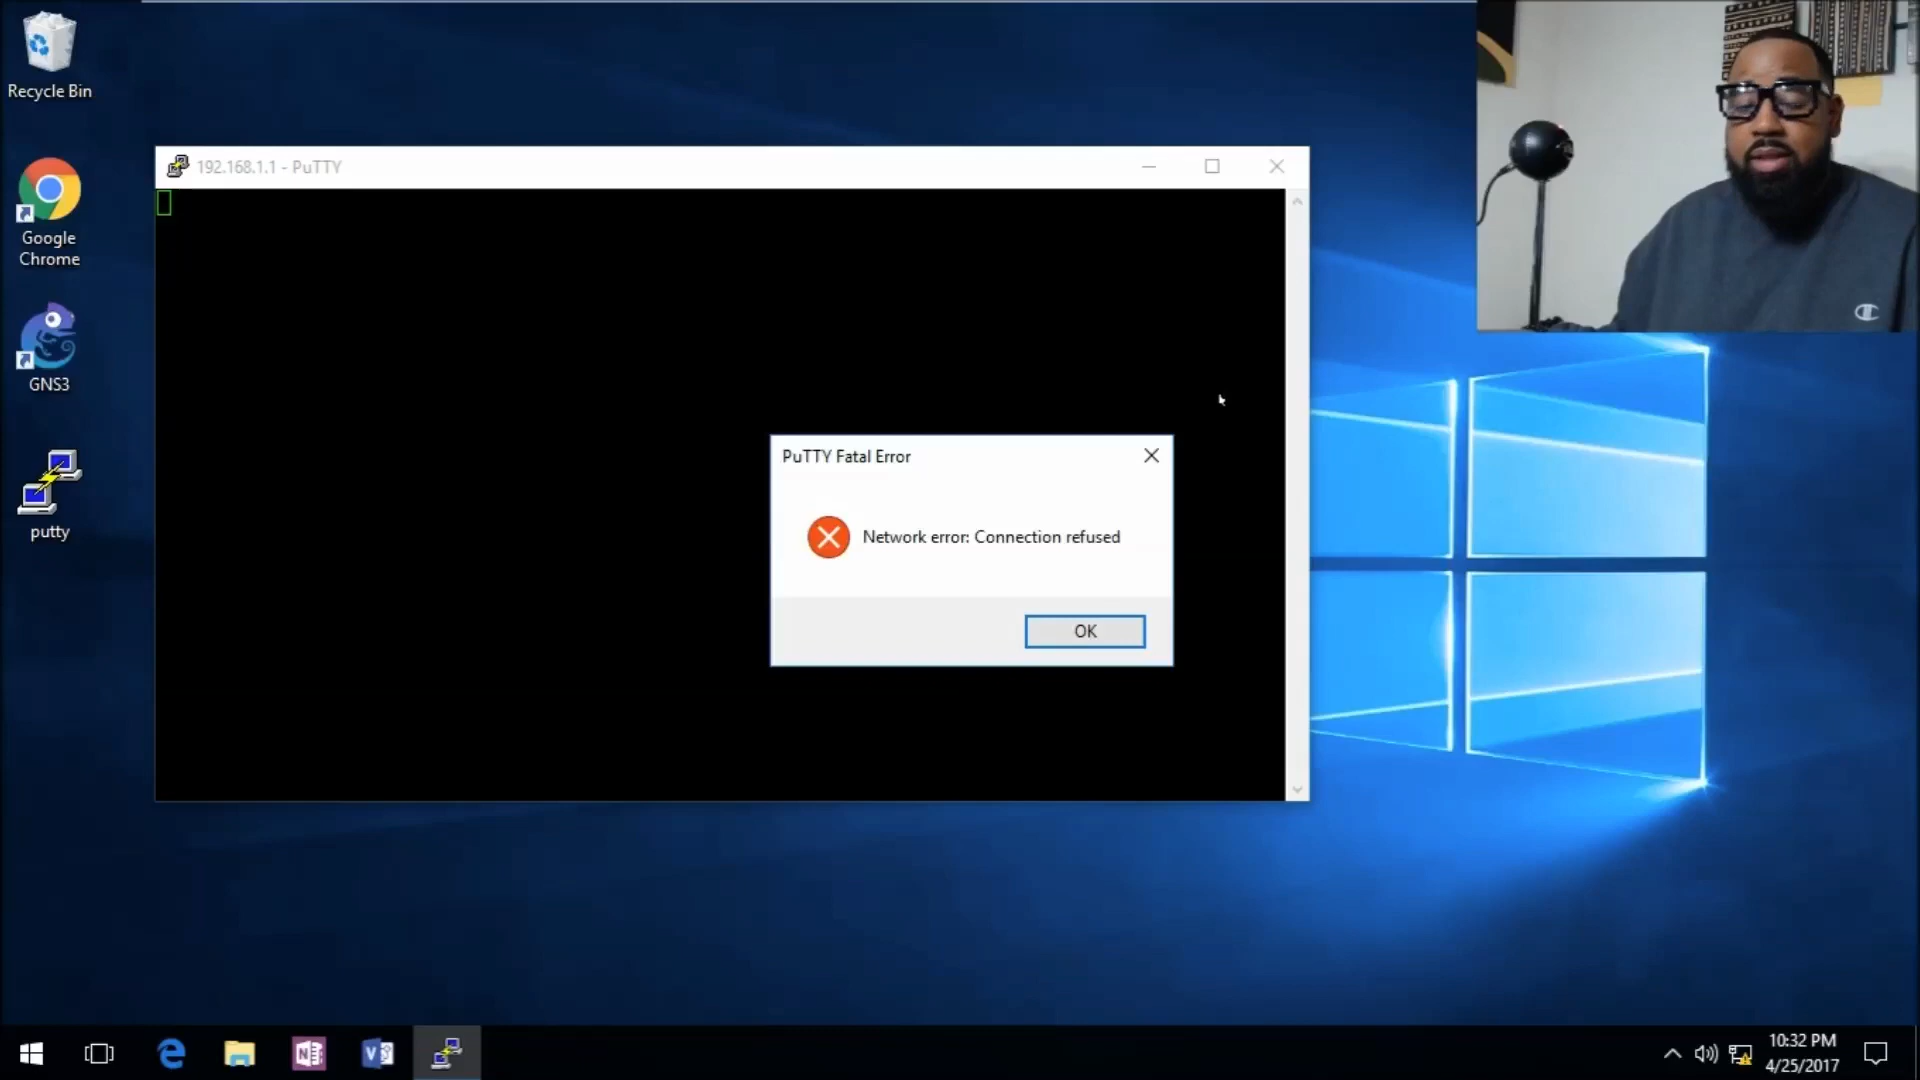 Recycle Bin
Google
Chrome
GNS3
putty
192.168.1.1 - PuTTY
PuTTY Fatal Error
Network error: Connection refused
OK
10:32 PM
4/25/2017